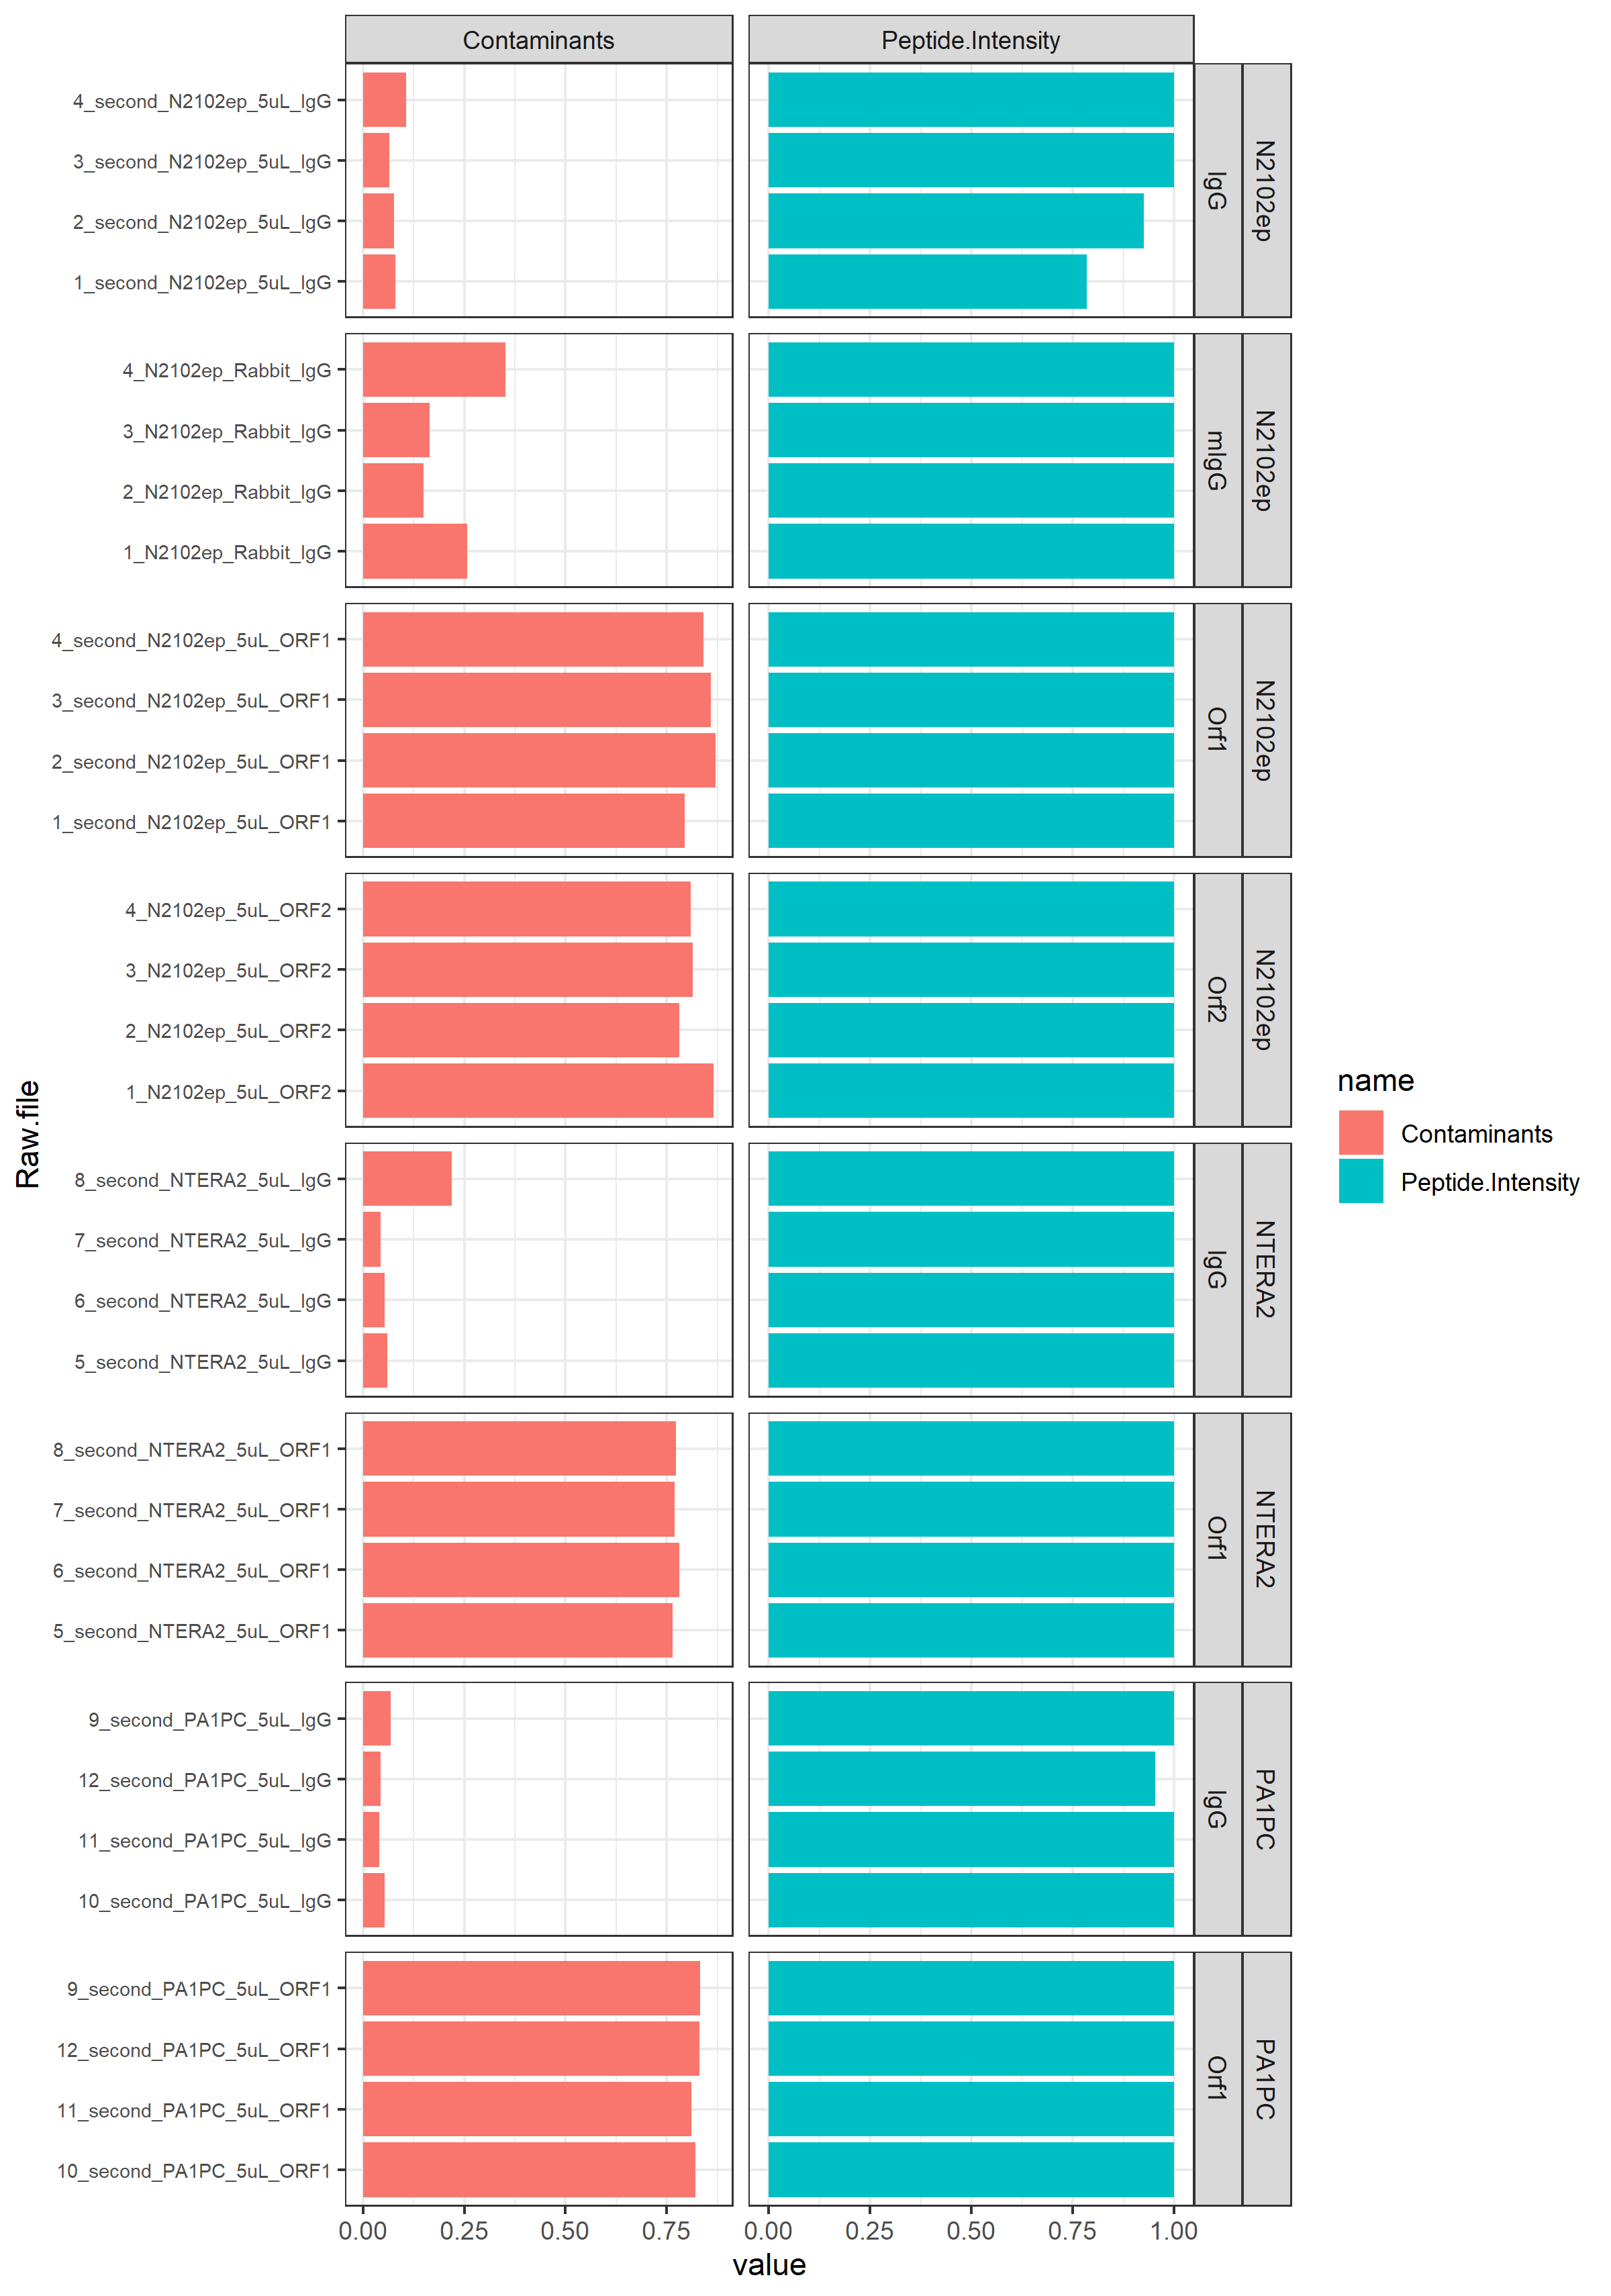 Contaminants
Peptide.Intensity
4_second_N2102ep_5uL_IgG
3_second_N2102ep_5uL_IgG
2_second_N2102ep_5uL_IgG
1_second_N2102ep_5uL_IgG
IgG
N2102ep
4_N2102ep_Rabbit_IgG
3_N2102ep_Rabbit_IgG
2_N2102ep_Rabbit_IgG
1_N2102ep_Rabbit_IgG
mIgG
N2102ep
4_second_N2102ep_5uL_ORF1
3_second_N2102ep_5uL_ORF1
2_second_N2102ep_5uL_ORF1
1_second_N2102ep_5uL_ORF1
Orf1
N2102ep
4_N2102ep_5uL_ORF2
3_N2102ep_5uL_ORF2
2_N2102ep_5uL_ORF2
1_N2102ep_5uL_ORF2
Orf2
N2102ep
8_second_NTERA2_5uL_IgG
7_second_NTERA2_5uL_IgG
6_second_NTERA2_5uL_IgG
5_second_NTERA2_5uL_IgG
IgG
NTERA2
8_second_NTERA2_5uL_ORF1
7_second_NTERA2_5uL_ORF1
6_second_NTERA2_5uL_ORF1
5_second_NTERA2_5uL_ORF1
Orf1
NTERA2
9_second_PA1PC_5uL_IgG
12_second_PA1PC_5uL_IgG
11_second_PA1PC_5uL_IgG
10_second_PA1PC_5uL_IgG
IgG
PA1PC
9_second_PA1PC_5uL_ORF1
12_second_PA1PC_5uL_ORF1
11_second_PA1PC_5uL_ORF1
10_second_PA1PC_5uL_ORF1
Orf1
PA1PC
0.00 0.25 0.50 0.75
0.00 0.25 0.50 0.75 1.00
value
Raw.file
name
Contaminants
Peptide.Intensity